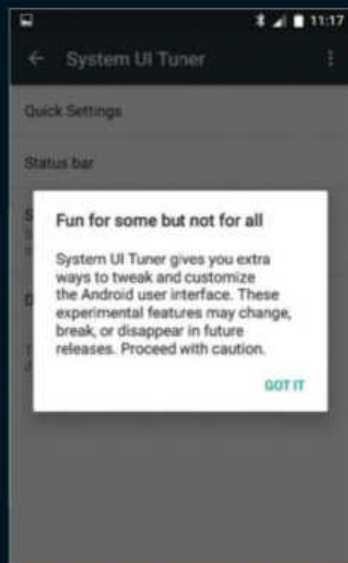 11:17
System UI Tuner
Quick Settings
Status bar
Fun for some but not for all
System UI Tuner gives you extra
ways to tweak and customize
the Android user interface. These
experimental features may change,
break, or disappear in future
releases. Proceed with caution.
GOT IT